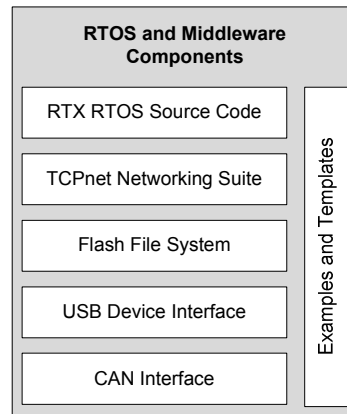 RTOS and Middleware
Components
RTX RTOS Source Code
TCPnet Networking Suite
Flash File System
USB Device Interface
CAN Interface
Examples and Templates